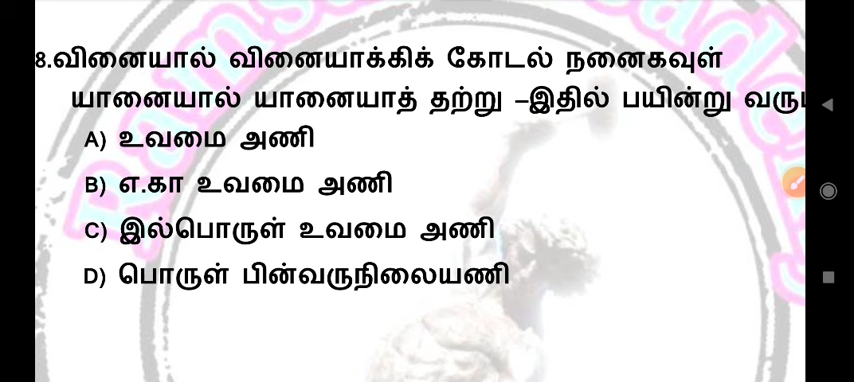 8.வினையால் வினையாக்கிக் கோடல் நனைகவுள்
யானையால் யானையாத் தற்று –இதில் பயின்று
A) உவமை அணி
B) எ.கா உவமை அணி
C) இல்பொருள் உவமை அணி
D) பொருள் பின்வருநிலையணி